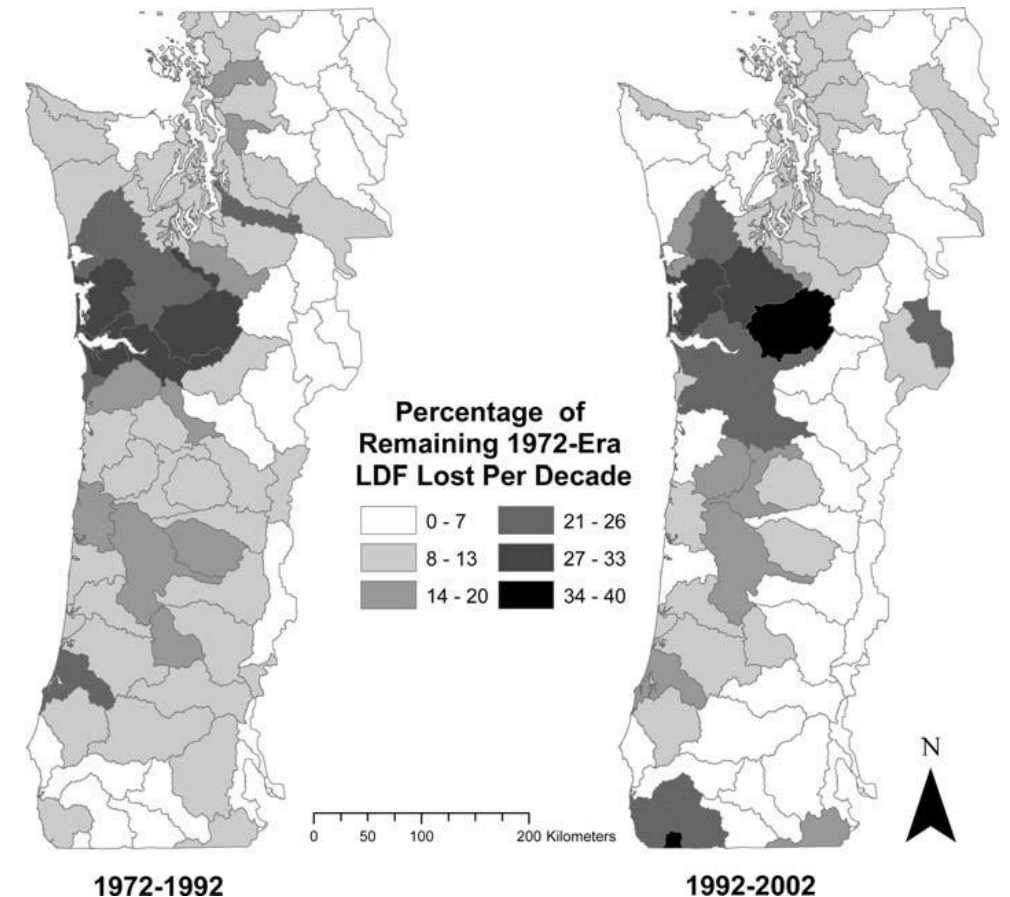 Percentage of
Remaining 1972-Era
LDF Lost Per Decade
0 - 7
21 - 26
8 - 13
27 - 33
14 - 20
34 - 40
N
0 50 100 200 Kilometers
1972-1992
1992-2002